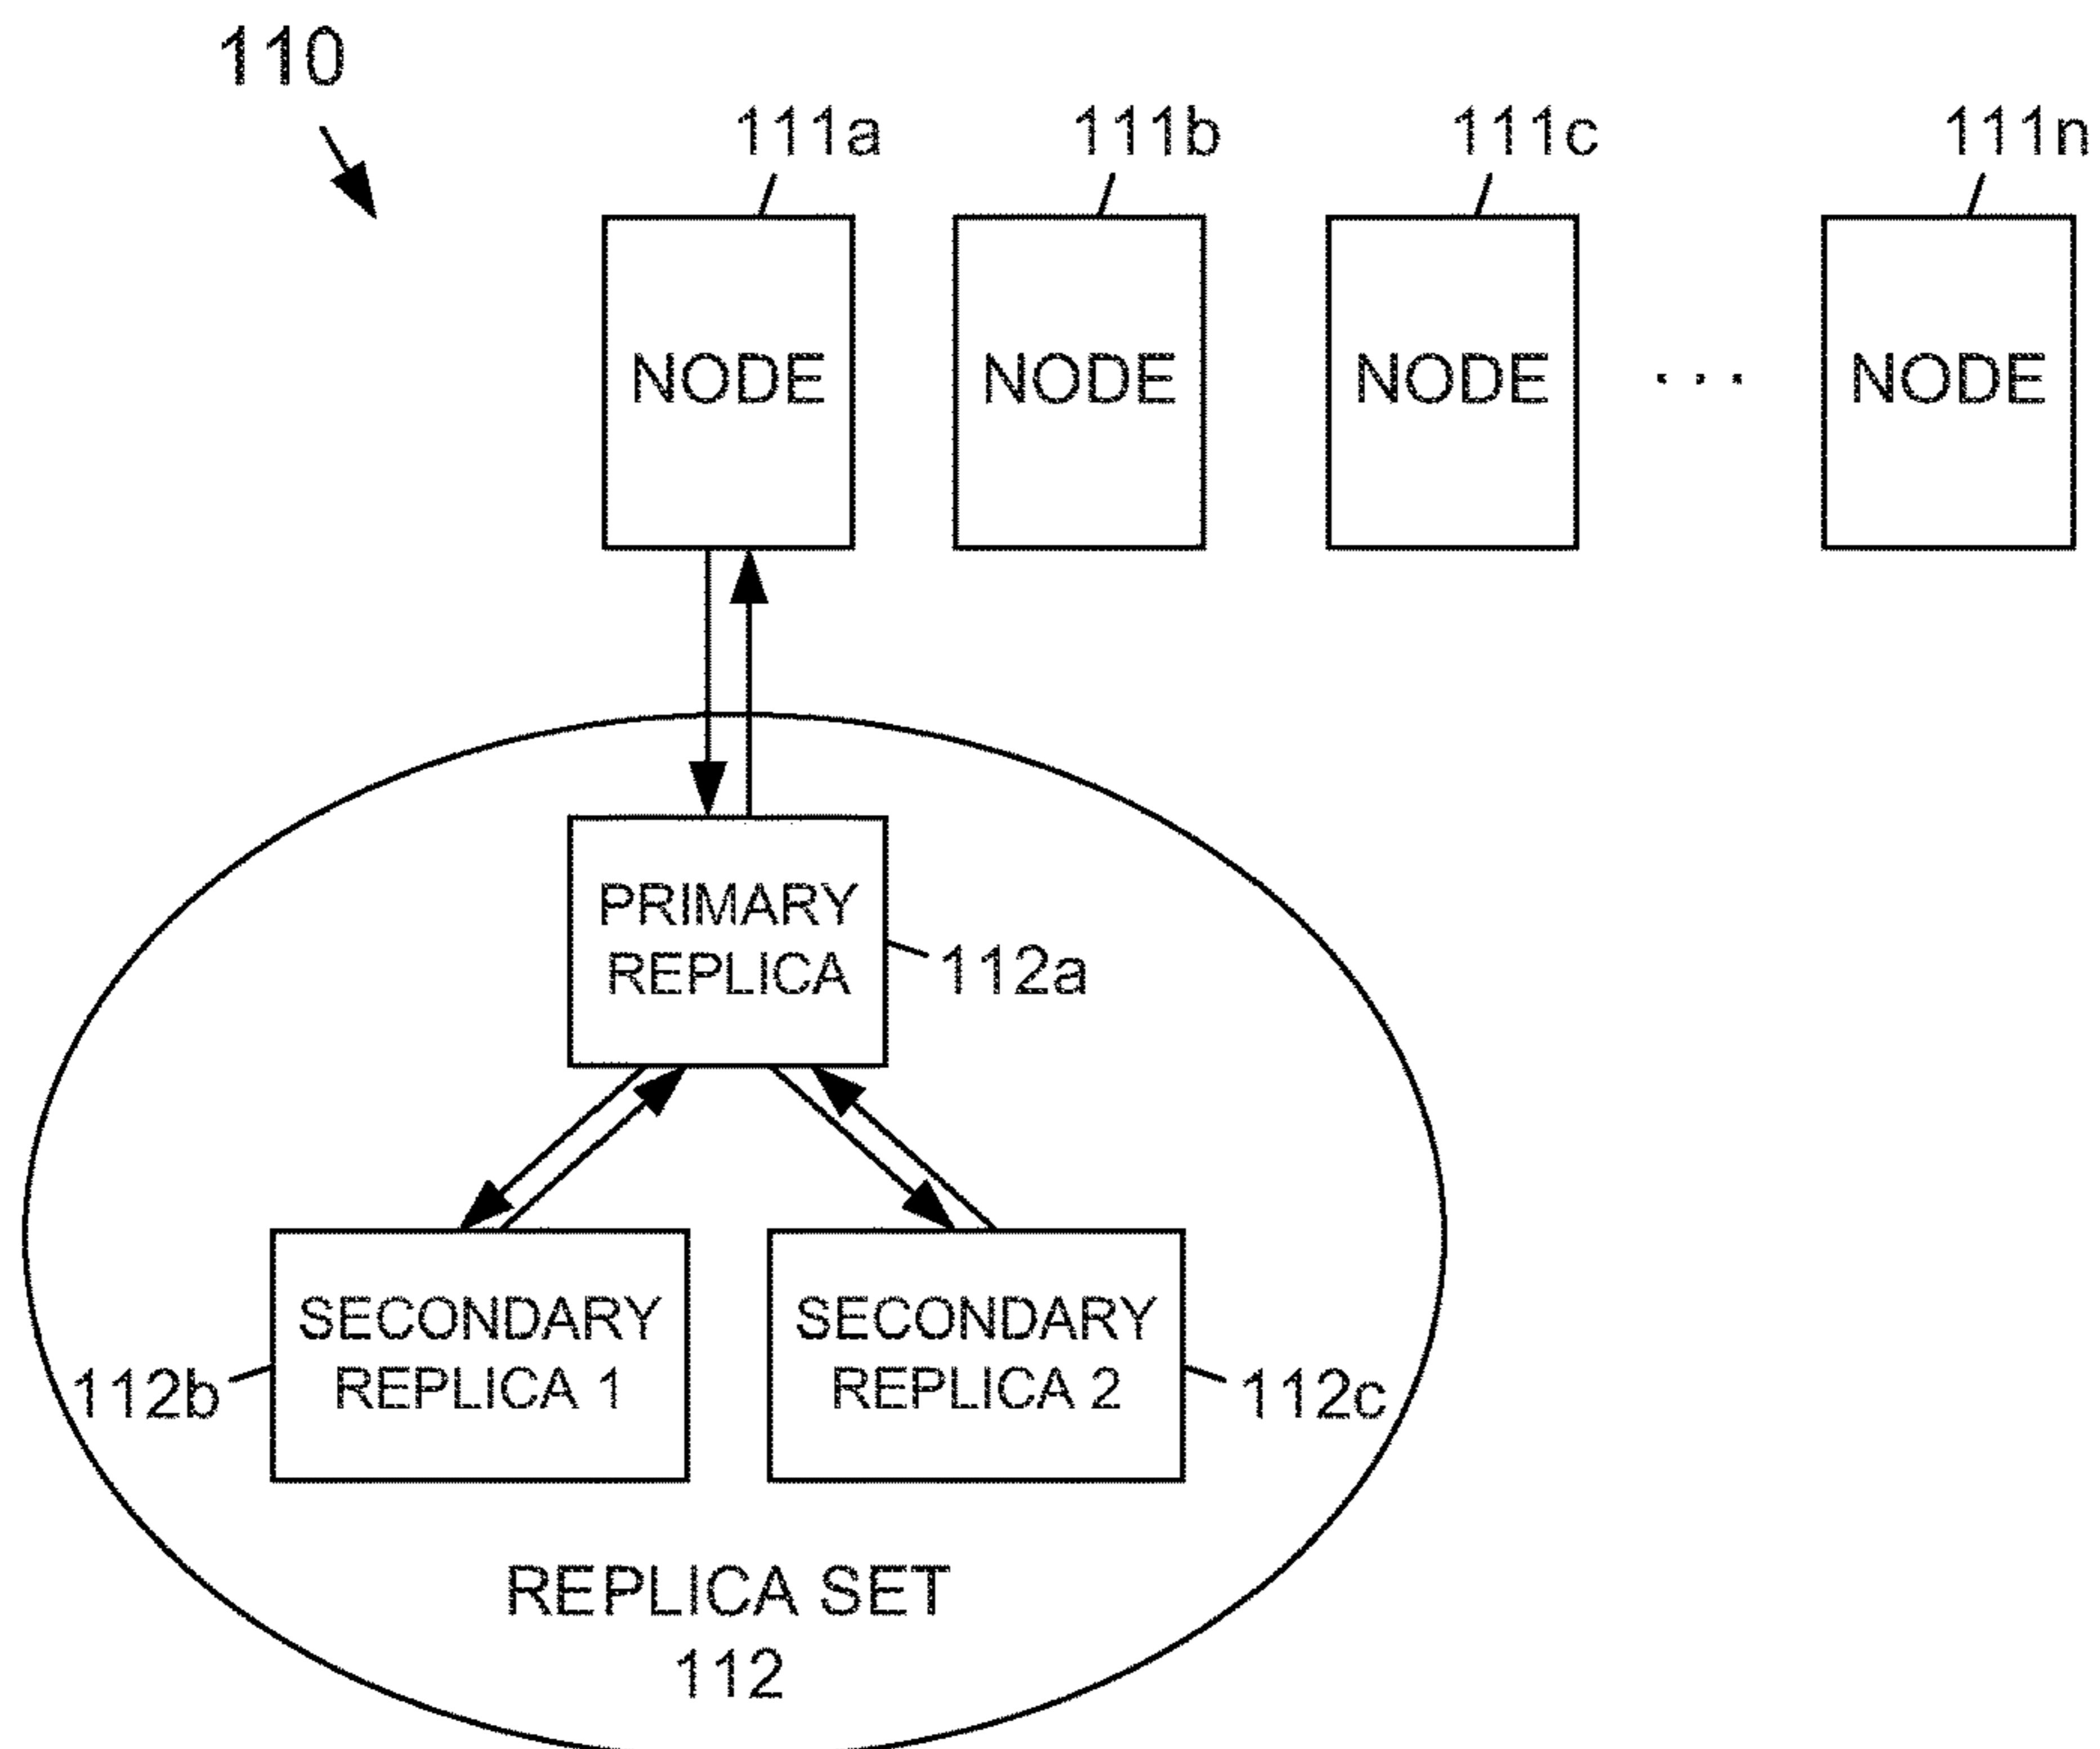 110
111a
111b
111c
111n
NODE
NODE
NODE
. . .
NODE
PRIMARY
REPLICA
112a
SECONDARY
REPLICA 1
112b
SECONDARY
REPLICA 2
112c
REPLICA SET
112